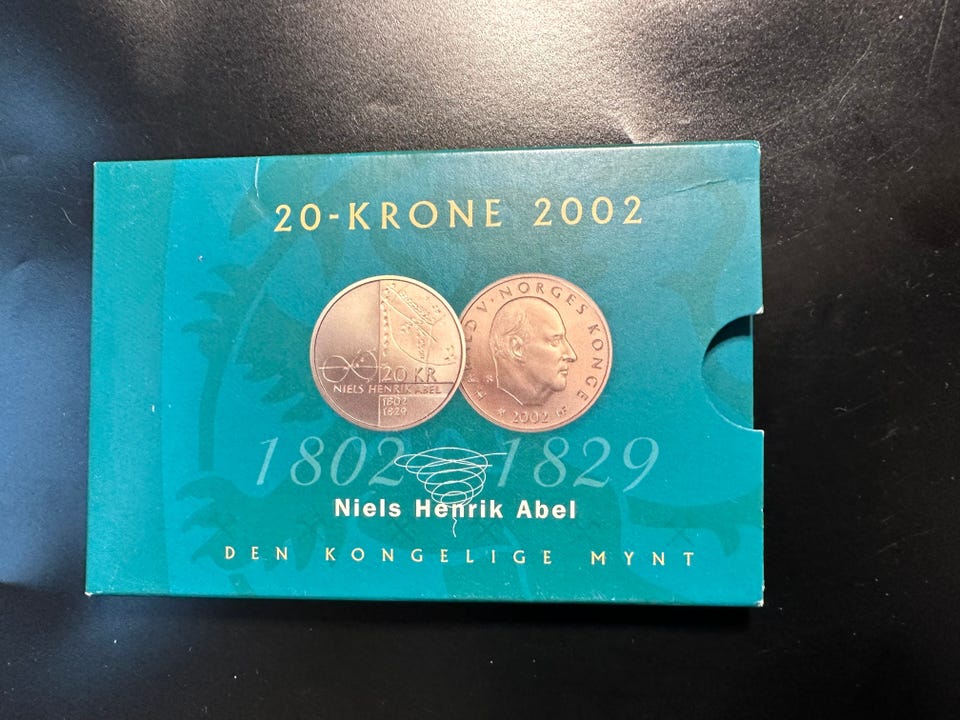 20-KRONE 2002
20 KR
NIELS HENRIK ABEL
1802
1829
V · NORGES KONGE
2002
1802 1829
Niels Henrik Abel
DEN KONGELIGE MYNT